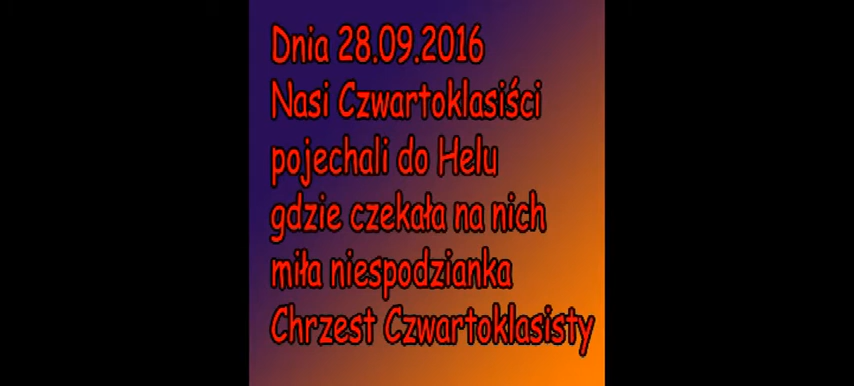 Dnia 28.09.2016
Nasi Czwartoklasiści
pojechali do Helu
gdzie czekała na nich
miła niespodzianka
Chrzest Czwartoklasisty